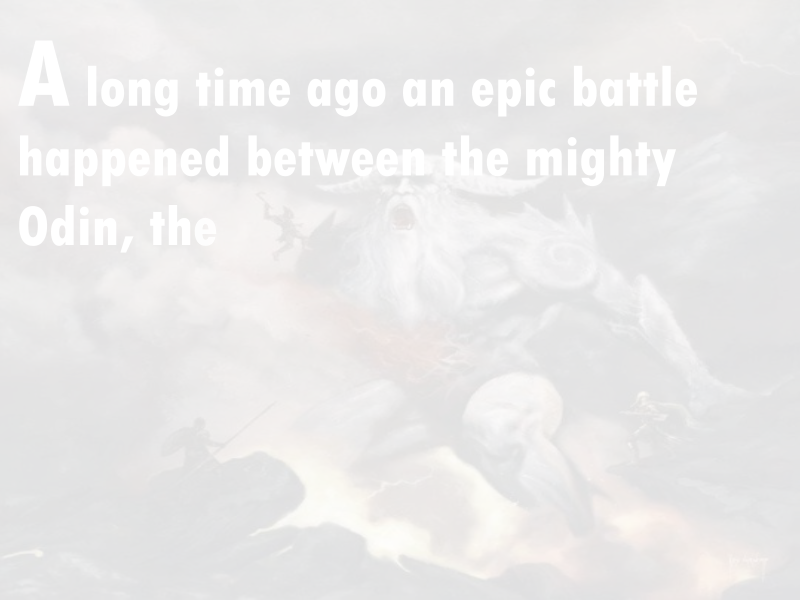 A long time ago an epic battle
happened between the mighty
Odin, the